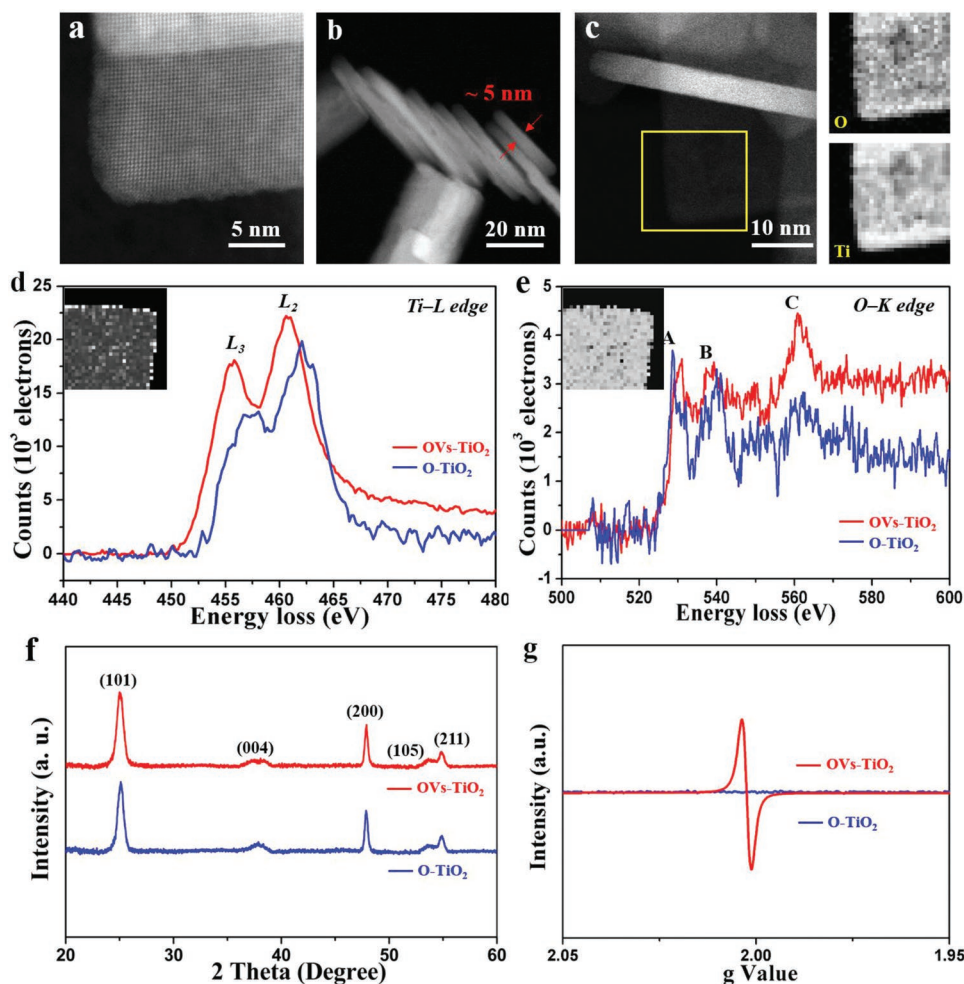 a
5 nm
b
~ 5 nm
20 nm
c
10 nm
O
Ti
d
25
20
15
10
5
0
Counts (10³ electrons)
L₃
L₂
Ti–L edge
OVs-TiO₂
O-TiO₂
440 445 450 455 460 465 470 475 480
Energy loss (eV)
e
5
4
3
2
1
0
-1
Counts (10³ electrons)
A
B
C
O–K edge
OVs-TiO₂
O-TiO₂
500 520 540 560 580 600
Energy loss (eV)
f
Intensity (a. u.)
(101)
(004)
(200)
(105)
(211)
OVs-TiO₂
O-TiO₂
20 30 40 50 60
2 Theta (Degree)
g
Intensity (a.u.)
OVs-TiO₂
O-TiO₂
2.05 2.00 1.95
g Value